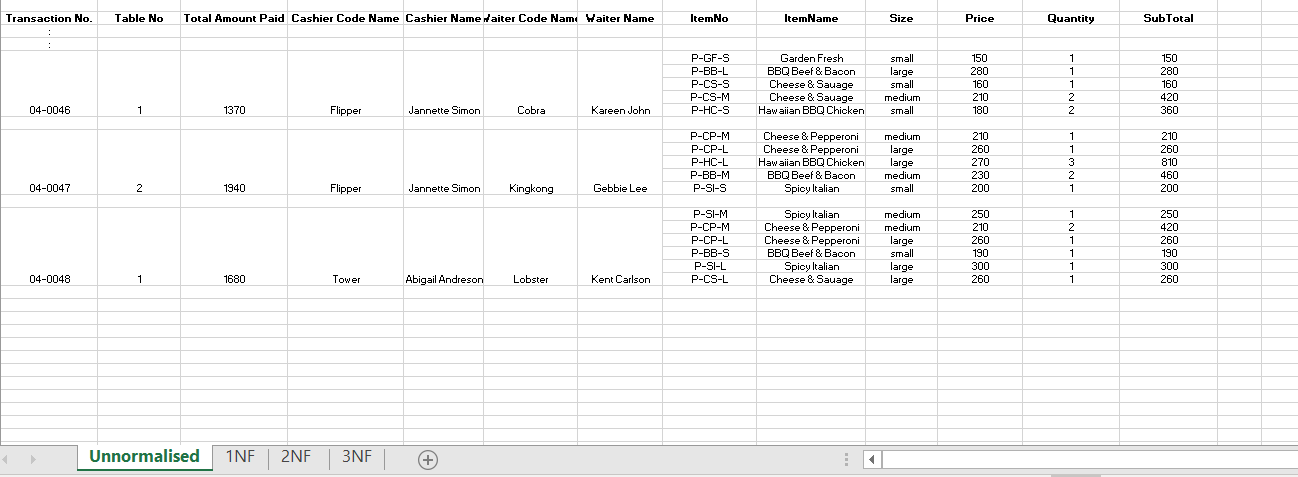 Transaction No. Table No Total Amount Paid Cashier Code Name Cashier Name Waiter Code Name Waiter Name ItemNo ItemName Size Price Quantity SubTotal
:
:
P-GF-S Garden Fresh small 150 1 150
P-BB-L BBQ Beef & Bacon large 280 1 280
P-CS-S Cheese & Sauage small 160 1 160
P-CS-M Cheese & Sauage medium 210 2 420
04-0046 1 1370 Flipper Jannette Simon Cobra Kareen John P-HC-S Hawaiian BBQ Chicken small 180 2 360
P-CP-M Cheese & Pepperoni medium 210 1 210
P-CP-L Cheese & Pepperoni large 260 1 260
P-HC-L Hawaiian BBQ Chicken large 270 3 810
P-BB-M BBQ Beef & Bacon medium 230 2 460
04-0047 2 1940 Flipper Jannette Simon Kingkong Gebbie Lee P-SI-S Spicy Italian small 200 1 200
P-SI-M Spicy Italian medium 250 1 250
P-CP-M Cheese & Pepperoni medium 210 2 420
P-CP-L Cheese & Pepperoni large 260 1 260
P-BB-S BBQ Beef & Bacon small 190 1 190
P-SI-L Spicy Italian large 300 1 300
04-0048 1 1680 Tower Abigail Andreson Lobster Kent Carlson P-CS-L Cheese & Sauage large 260 1 260
Unnormalised 1NF 2NF 3NF